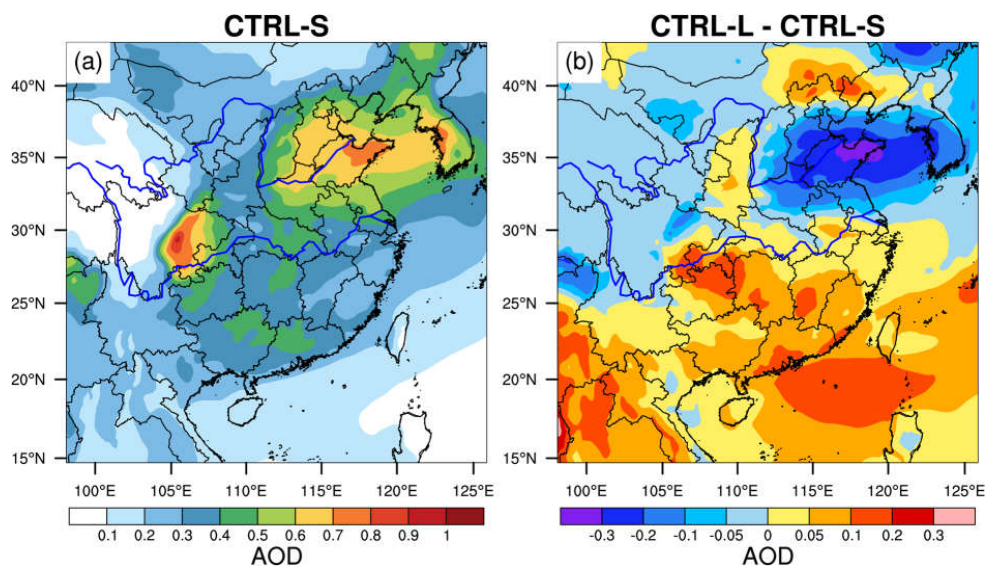 CTRL-S
CTRL-L - CTRL-S
(a)
(b)
40°N
35°N
30°N
25°N
20°N
15°N
40°N
35°N
30°N
25°N
20°N
15°N
100°E 105°E 110°E 115°E 120°E 125°E
100°E 105°E 110°E 115°E 120°E 125°E
0.1 0.2 0.3 0.4 0.5 0.6 0.7 0.8 0.9 1
-0.3 -0.2 -0.1 -0.05 0 0.05 0.1 0.2 0.3
AOD
AOD